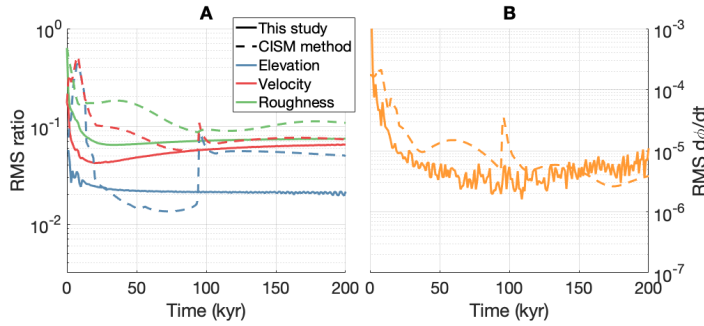 A
B
10^0
10^-1
10^-2
RMS ratio
This study
CISM method
Elevation
Velocity
Roughness
0
50
100
150
200
Time (kyr)
10^-3
10^-4
10^-5
10^-6
10^-7
RMS dϕ/dt
0
50
100
150
200
Time (kyr)